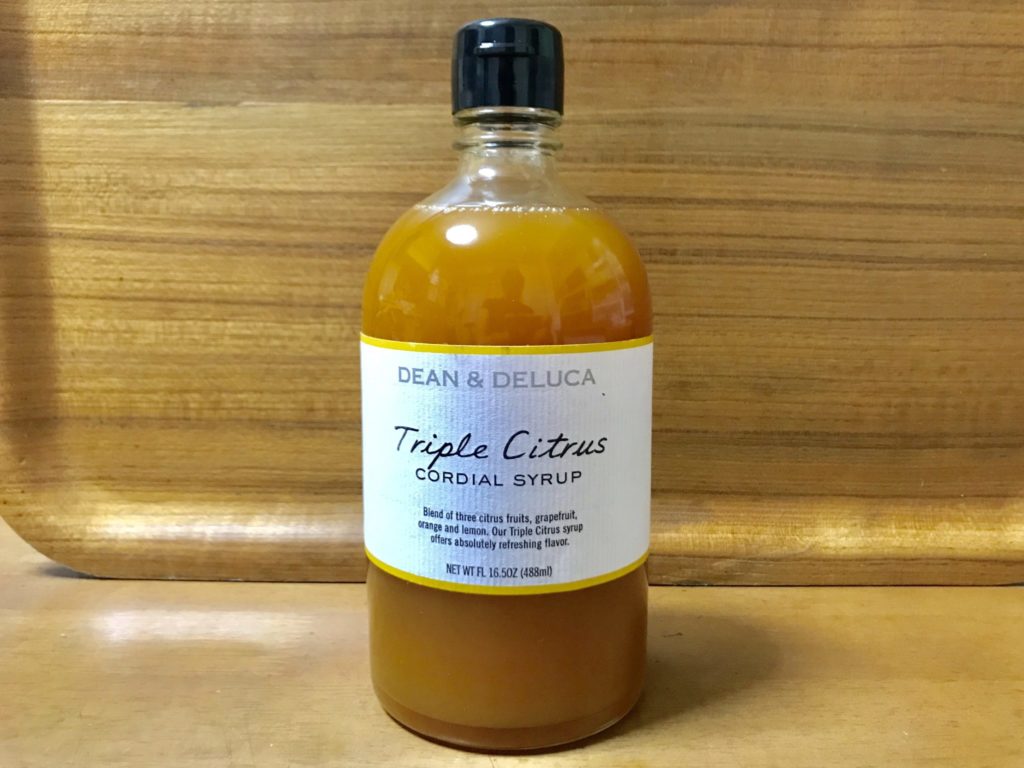 DEAN & DELUCA
Triple Citrus
CORDIAL SYRUP
Blend of three citrus fruits, grapefruit,
orange and lemon. Our Triple Citrus syrup
offers absolutely refreshing flavor.
NET WT FL 16.5OZ (488ml)